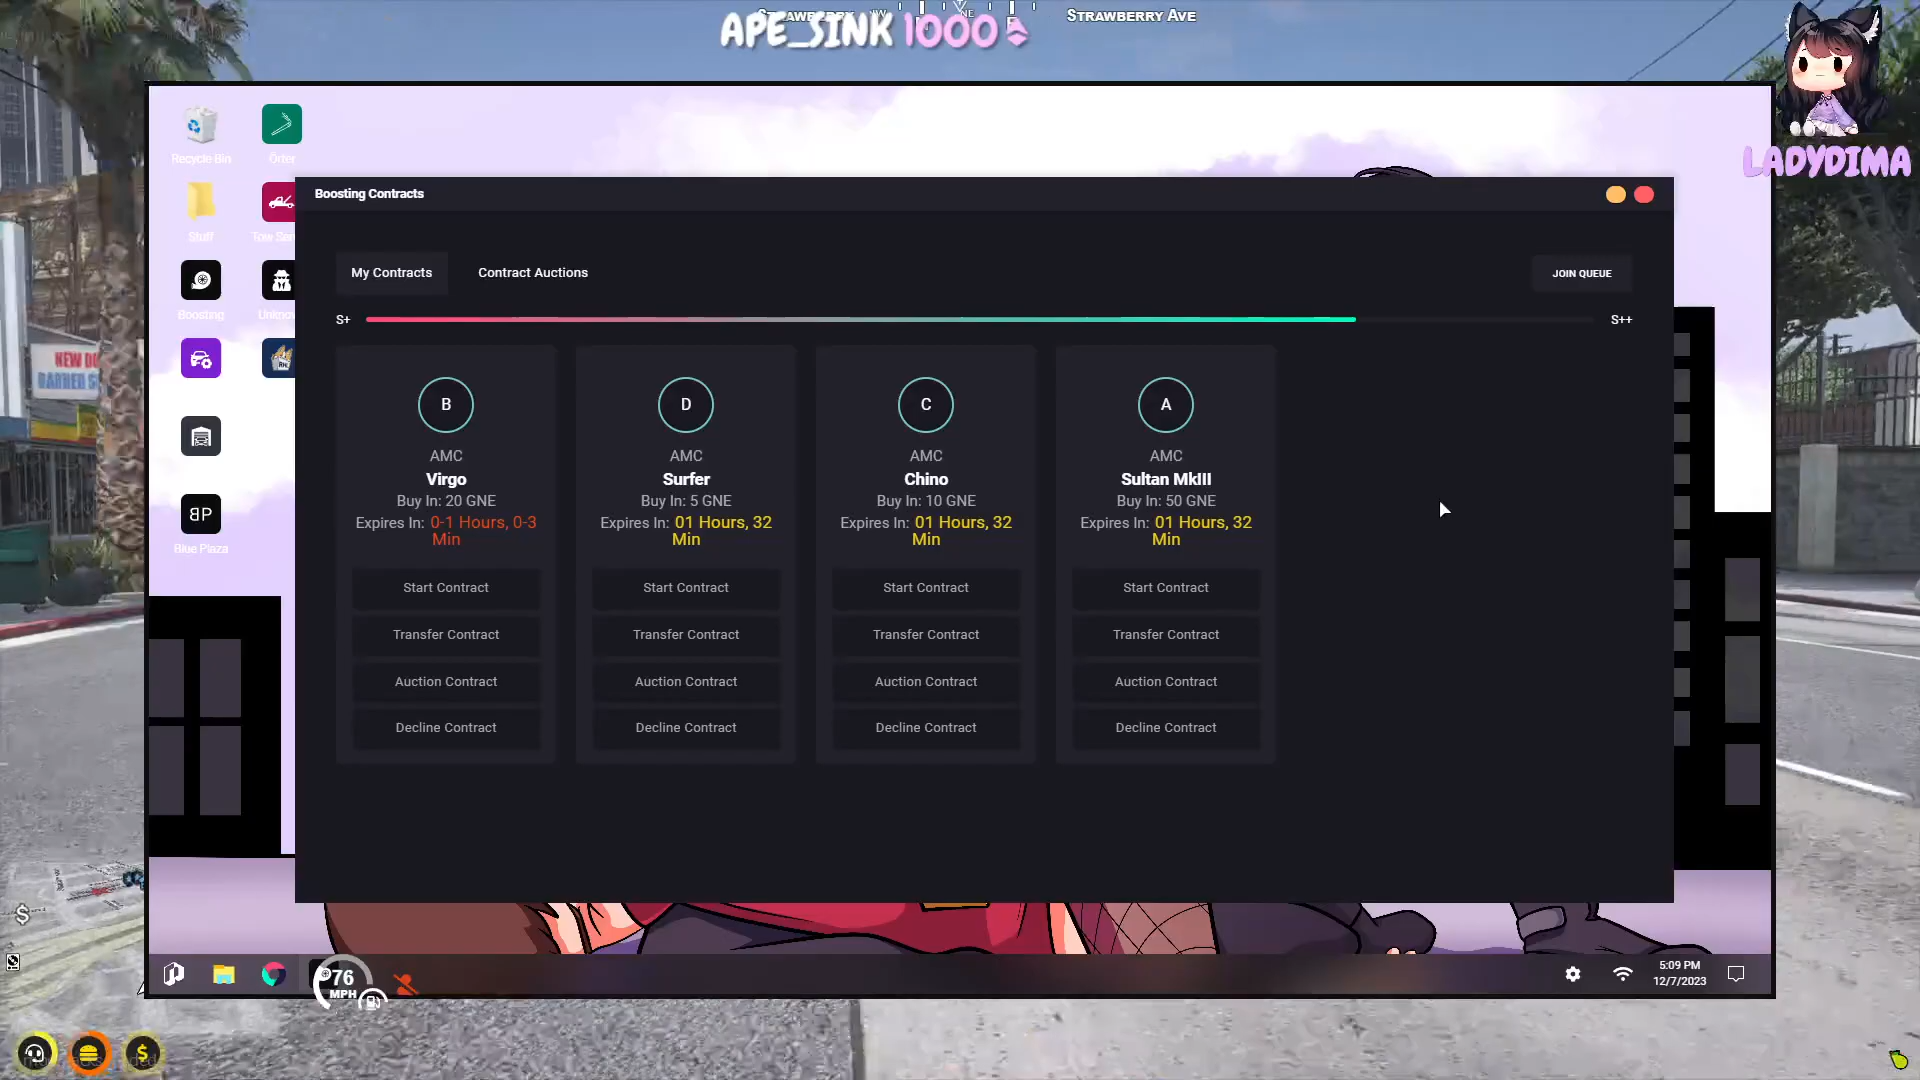 STRAWBERRY AVE
APE_SINK 1000
LADYDIMA
Recycle Bin
Stuff
Boosting
Blue Plaza
BP
Boosting Contracts
My Contracts
Contract Auctions
JOIN QUEUE
S+
S++
B
AMC
Virgo
Buy In: 20 GNE
Expires In: 0-1 Hours, 0-3
Min
Start Contract
Transfer Contract
Auction Contract
Decline Contract
D
AMC
Surfer
Buy In: 5 GNE
Expires In: 01 Hours, 32
Min
Start Contract
Transfer Contract
Auction Contract
Decline Contract
C
AMC
Chino
Buy In: 10 GNE
Expires In: 01 Hours, 32
Min
Start Contract
Transfer Contract
Auction Contract
Decline Contract
A
AMC
Sultan MkIII
Buy In: 50 GNE
Expires In: 01 Hours, 32
Min
Start Contract
Transfer Contract
Auction Contract
Decline Contract
76
MPH
5:09 PM
12/7/2023